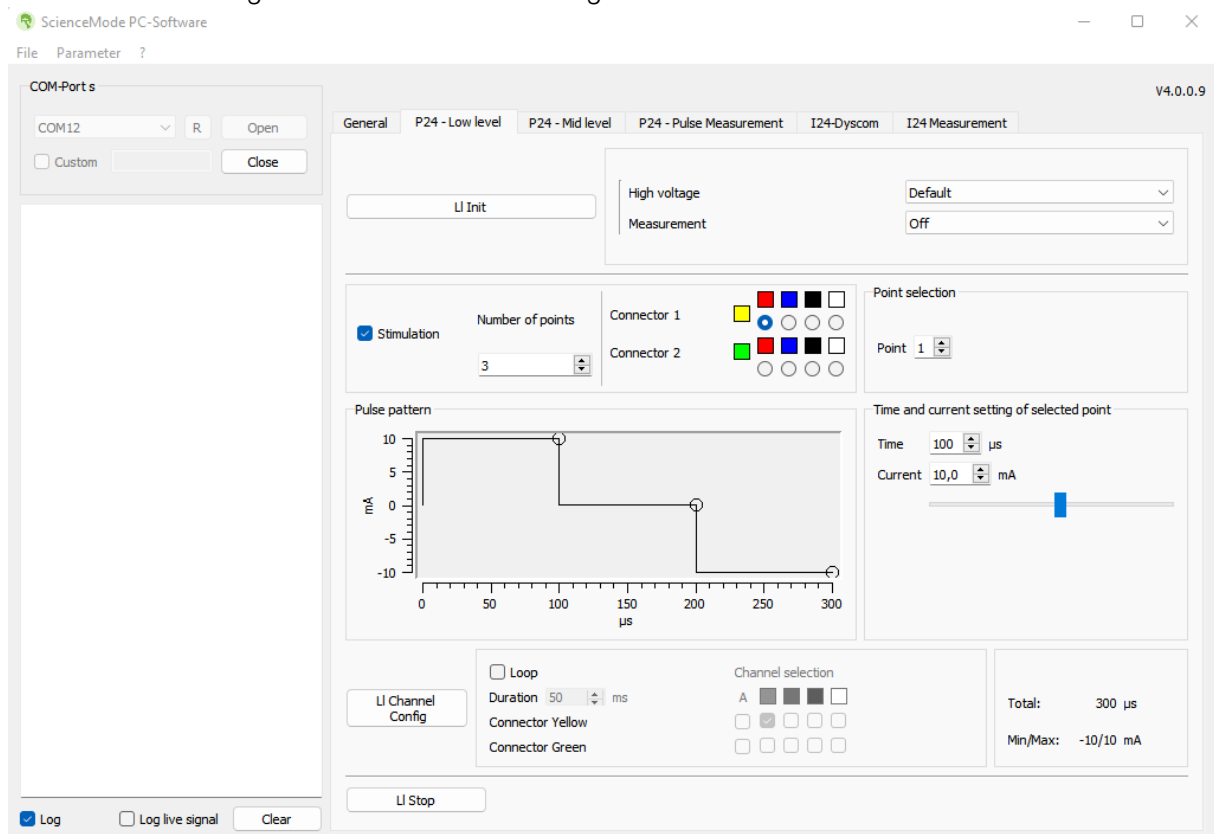 ScienceMode PC-Software
File Parameter ?
COM-Port s
V4.0.0.9
COM12 R Open
Custom Close
General P24 - Low level P24 - Mid level P24 - Pulse Measurement I24-Dyscom I24 Measurement
Ll Init
High voltage Default
Measurement Off
Stimulation
Number of points
3
Connector 1
Connector 2
Point selection
Point 1
Pulse pattern
10
5
0
-5
-10
mA
0 50 100 150 200 250 300
µs
Time and current setting of selected point
Time 100 µs
Current 10,0 mA
Ll Channel
Config
Loop
Duration 50 ms
Connector Yellow
Connector Green
Channel selection
A
Total: 300 µs
Min/Max: -10/10 mA
Ll Stop
Log Log live signal Clear